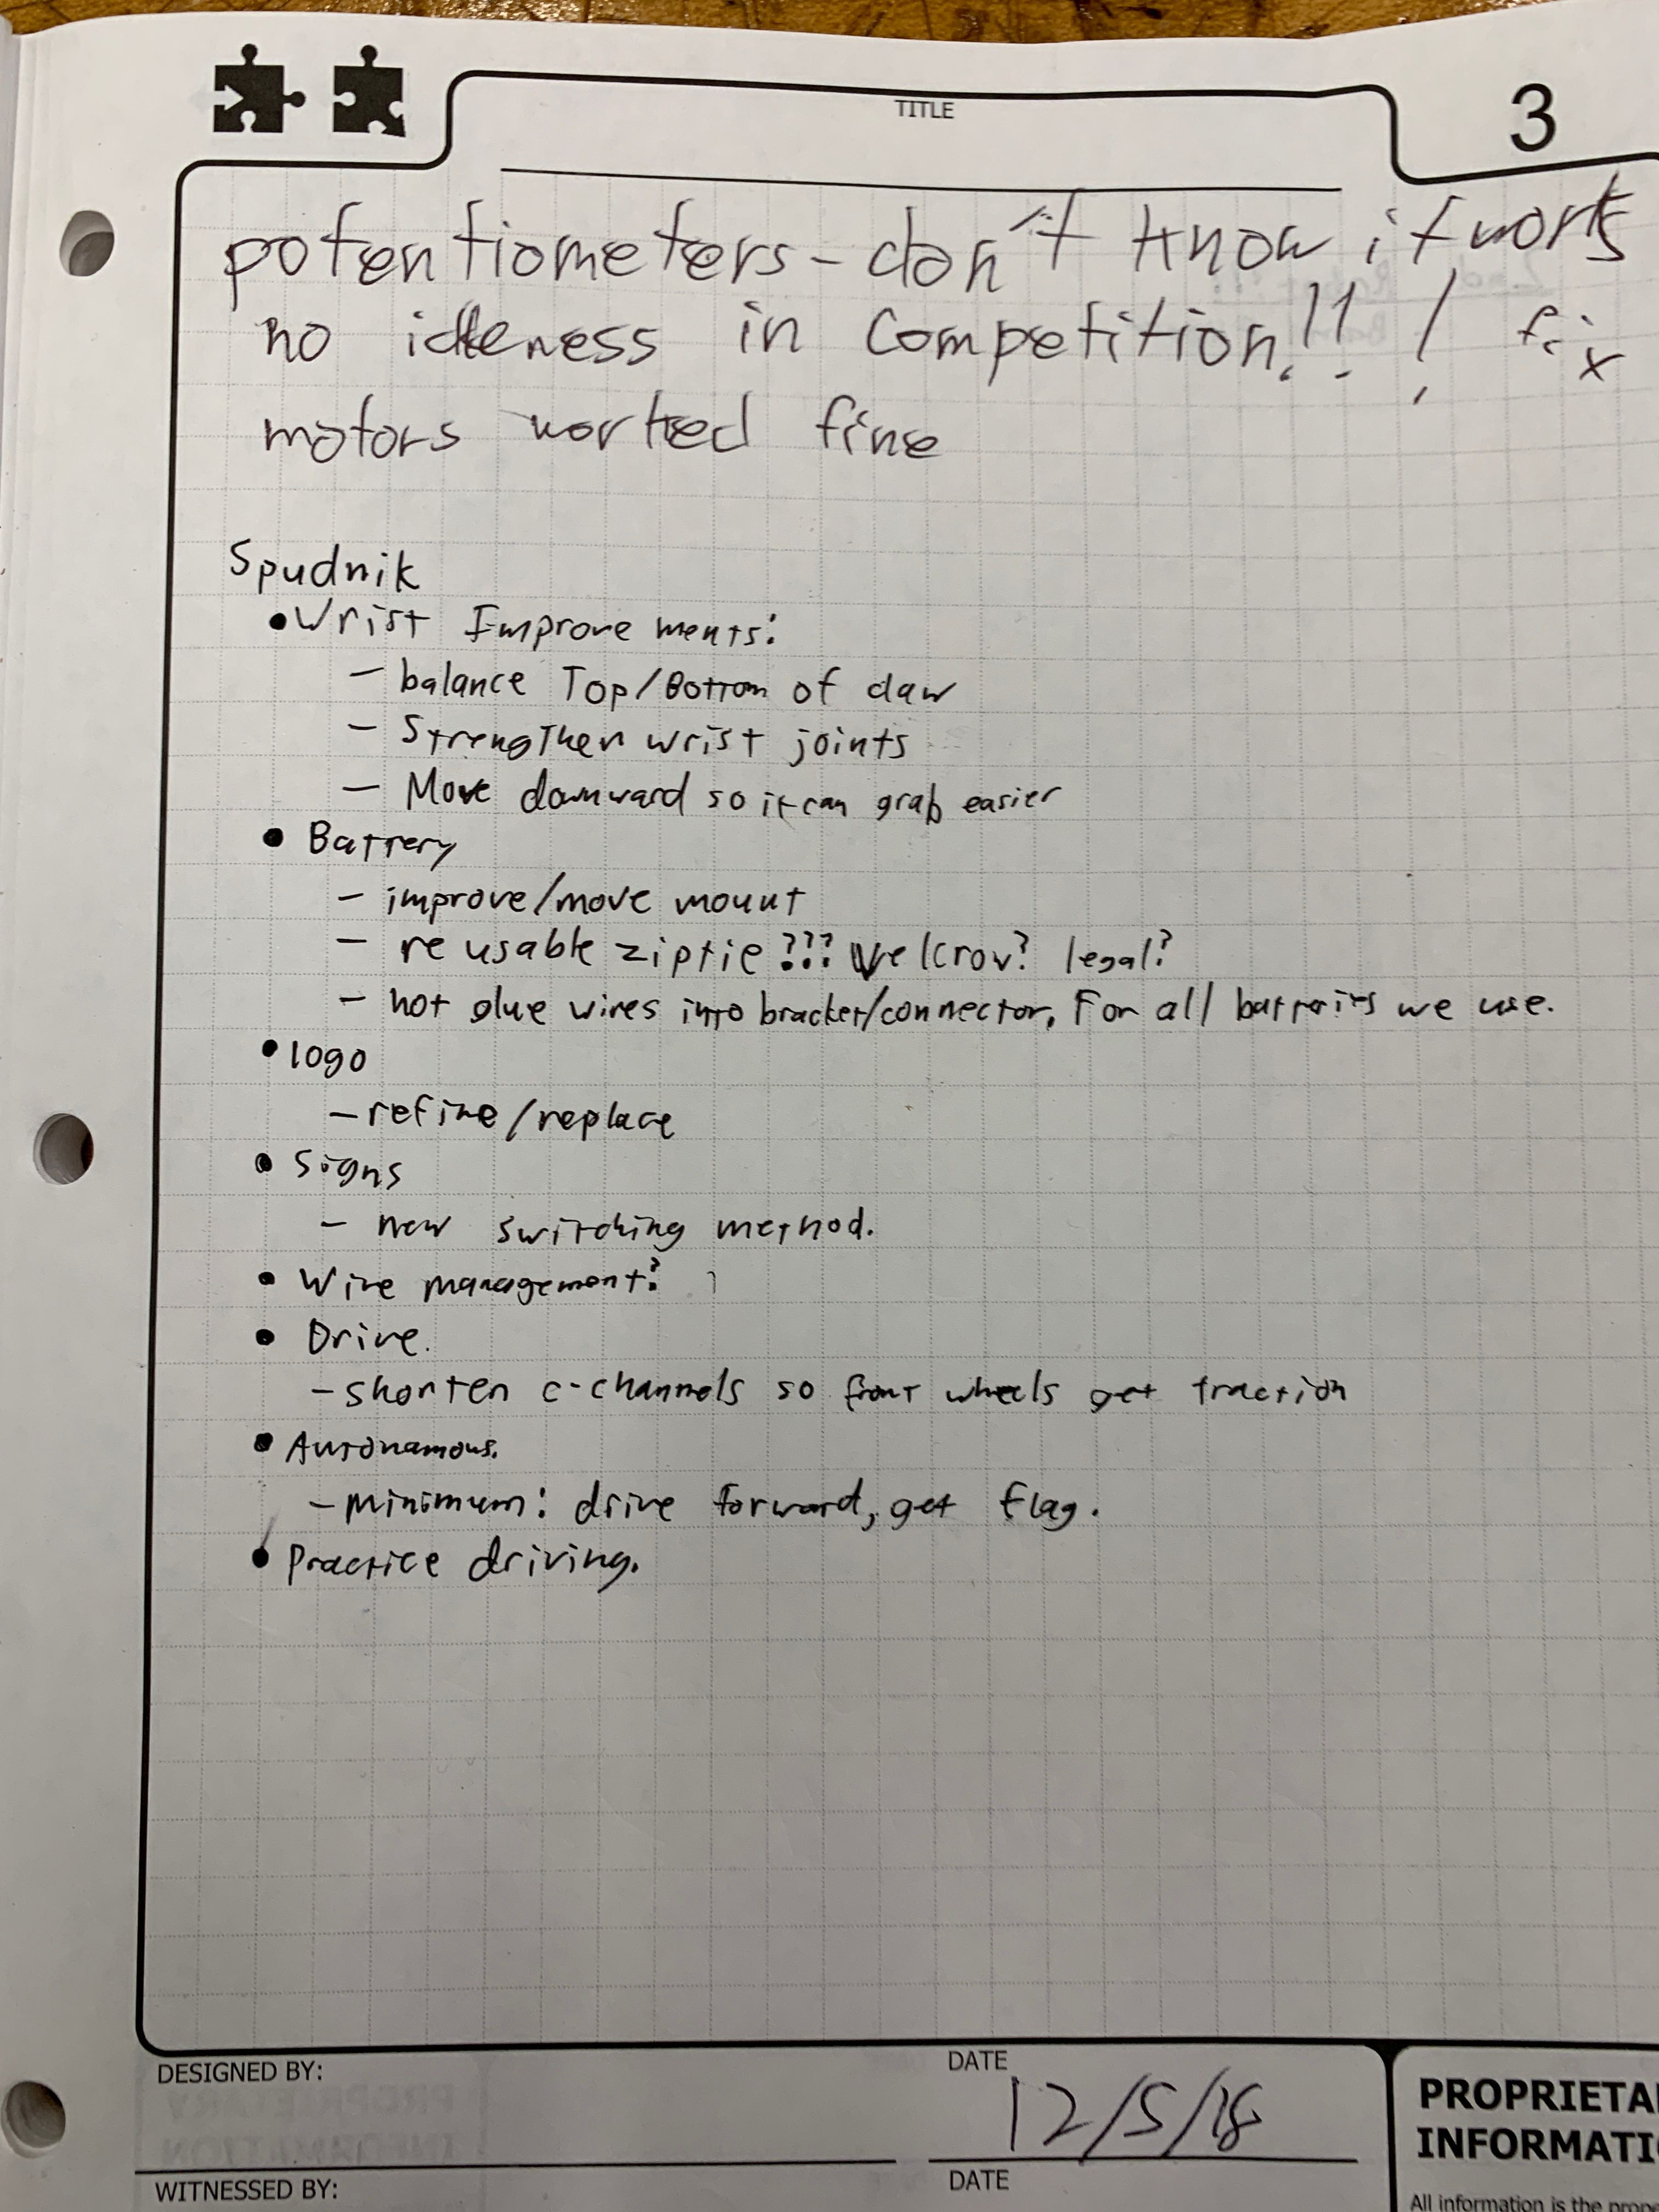 TITLE
3
potentiometers - don't know if works
no idleness in competition!!! fix
motors worked fine
Spudnik
• Wrist Improvements:
- balance Top/Bottom of claw
- Strengthen wrist joints
- Move downward so it can grab easier
• Battery
- improve/move mount
- reusable ziptie??? Velcrov? legal?
- hot glue wires into bracket/connector, For all batteries we use.
• logo
- refine/replace
• Signs
- new switching method.
• Wire management?
• Drive.
- shorten c-channels so front wheels get traction
• Autonamous.
- minimum: drive forward, get flag.
• Practice driving.
DESIGNED BY:
DATE
12/5/18
WITNESSED BY:
DATE
PROPRIETA
INFORMATI
All information is the prop